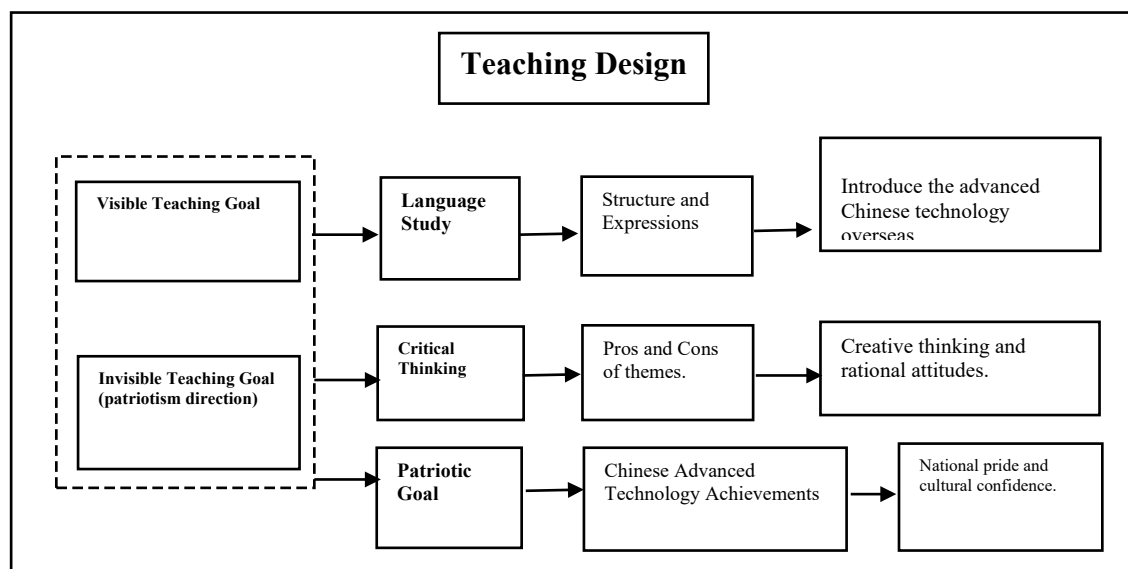 Teaching Design
Visible Teaching Goal
Language
Study
Structure and
Expressions
Introduce the advanced
Chinese technology
overseas
Invisible Teaching Goal
(patriotism direction)
Critical
Thinking
Pros and Cons
of themes.
Creative thinking and
rational attitudes.
Patriotic
Goal
Chinese Advanced
Technology Achievements
National pride and
cultural confidence.